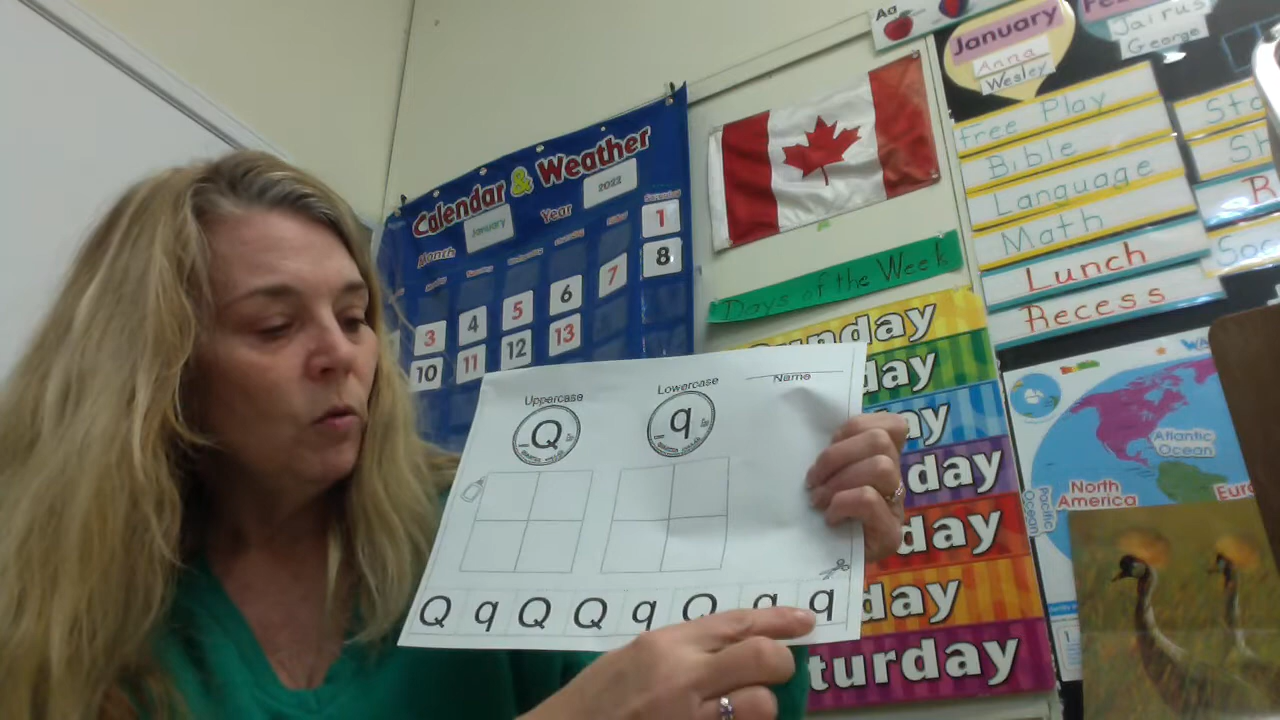 Aa
January
Anna
Wesley
Jairus
George
Calendar & Weather
Month
January
Year
2022
1
8
3 4 5 6 7
10 11 12 13
Days of the Week
free Play
Bible
Language
Math
Lunch
Recess
Sunday
day
day
day
day
day
turday
Atlantic
Ocean
North
America
Pacific
Ocean
Uppercase
Lowercase
Name
Q
q
Q q Q Q q Q q q